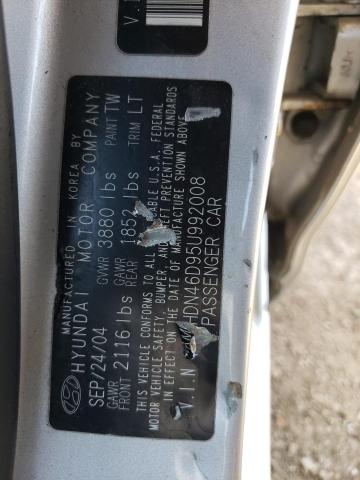 MANUFACTURED IN KOREA BY
HYUNDAI MOTOR COMPANY
SEP/24/04 GVWR 3880 lbs PAINT TW
GAWR FRONT 2116 lbs GAWR REAR 1852 lbs TRIM LT
THIS VEHICLE CONFORMS TO ALL U.S.A. FEDERAL
MOTOR VEHICLE SAFETY, BUMPER, AND THEFT PREVENTION STANDARDS
IN EFFECT ON THE DATE OF MANUFACTURE SHOWN ABOVE
V.I.N HDN46D95U992008
PASSENGER CAR
V.